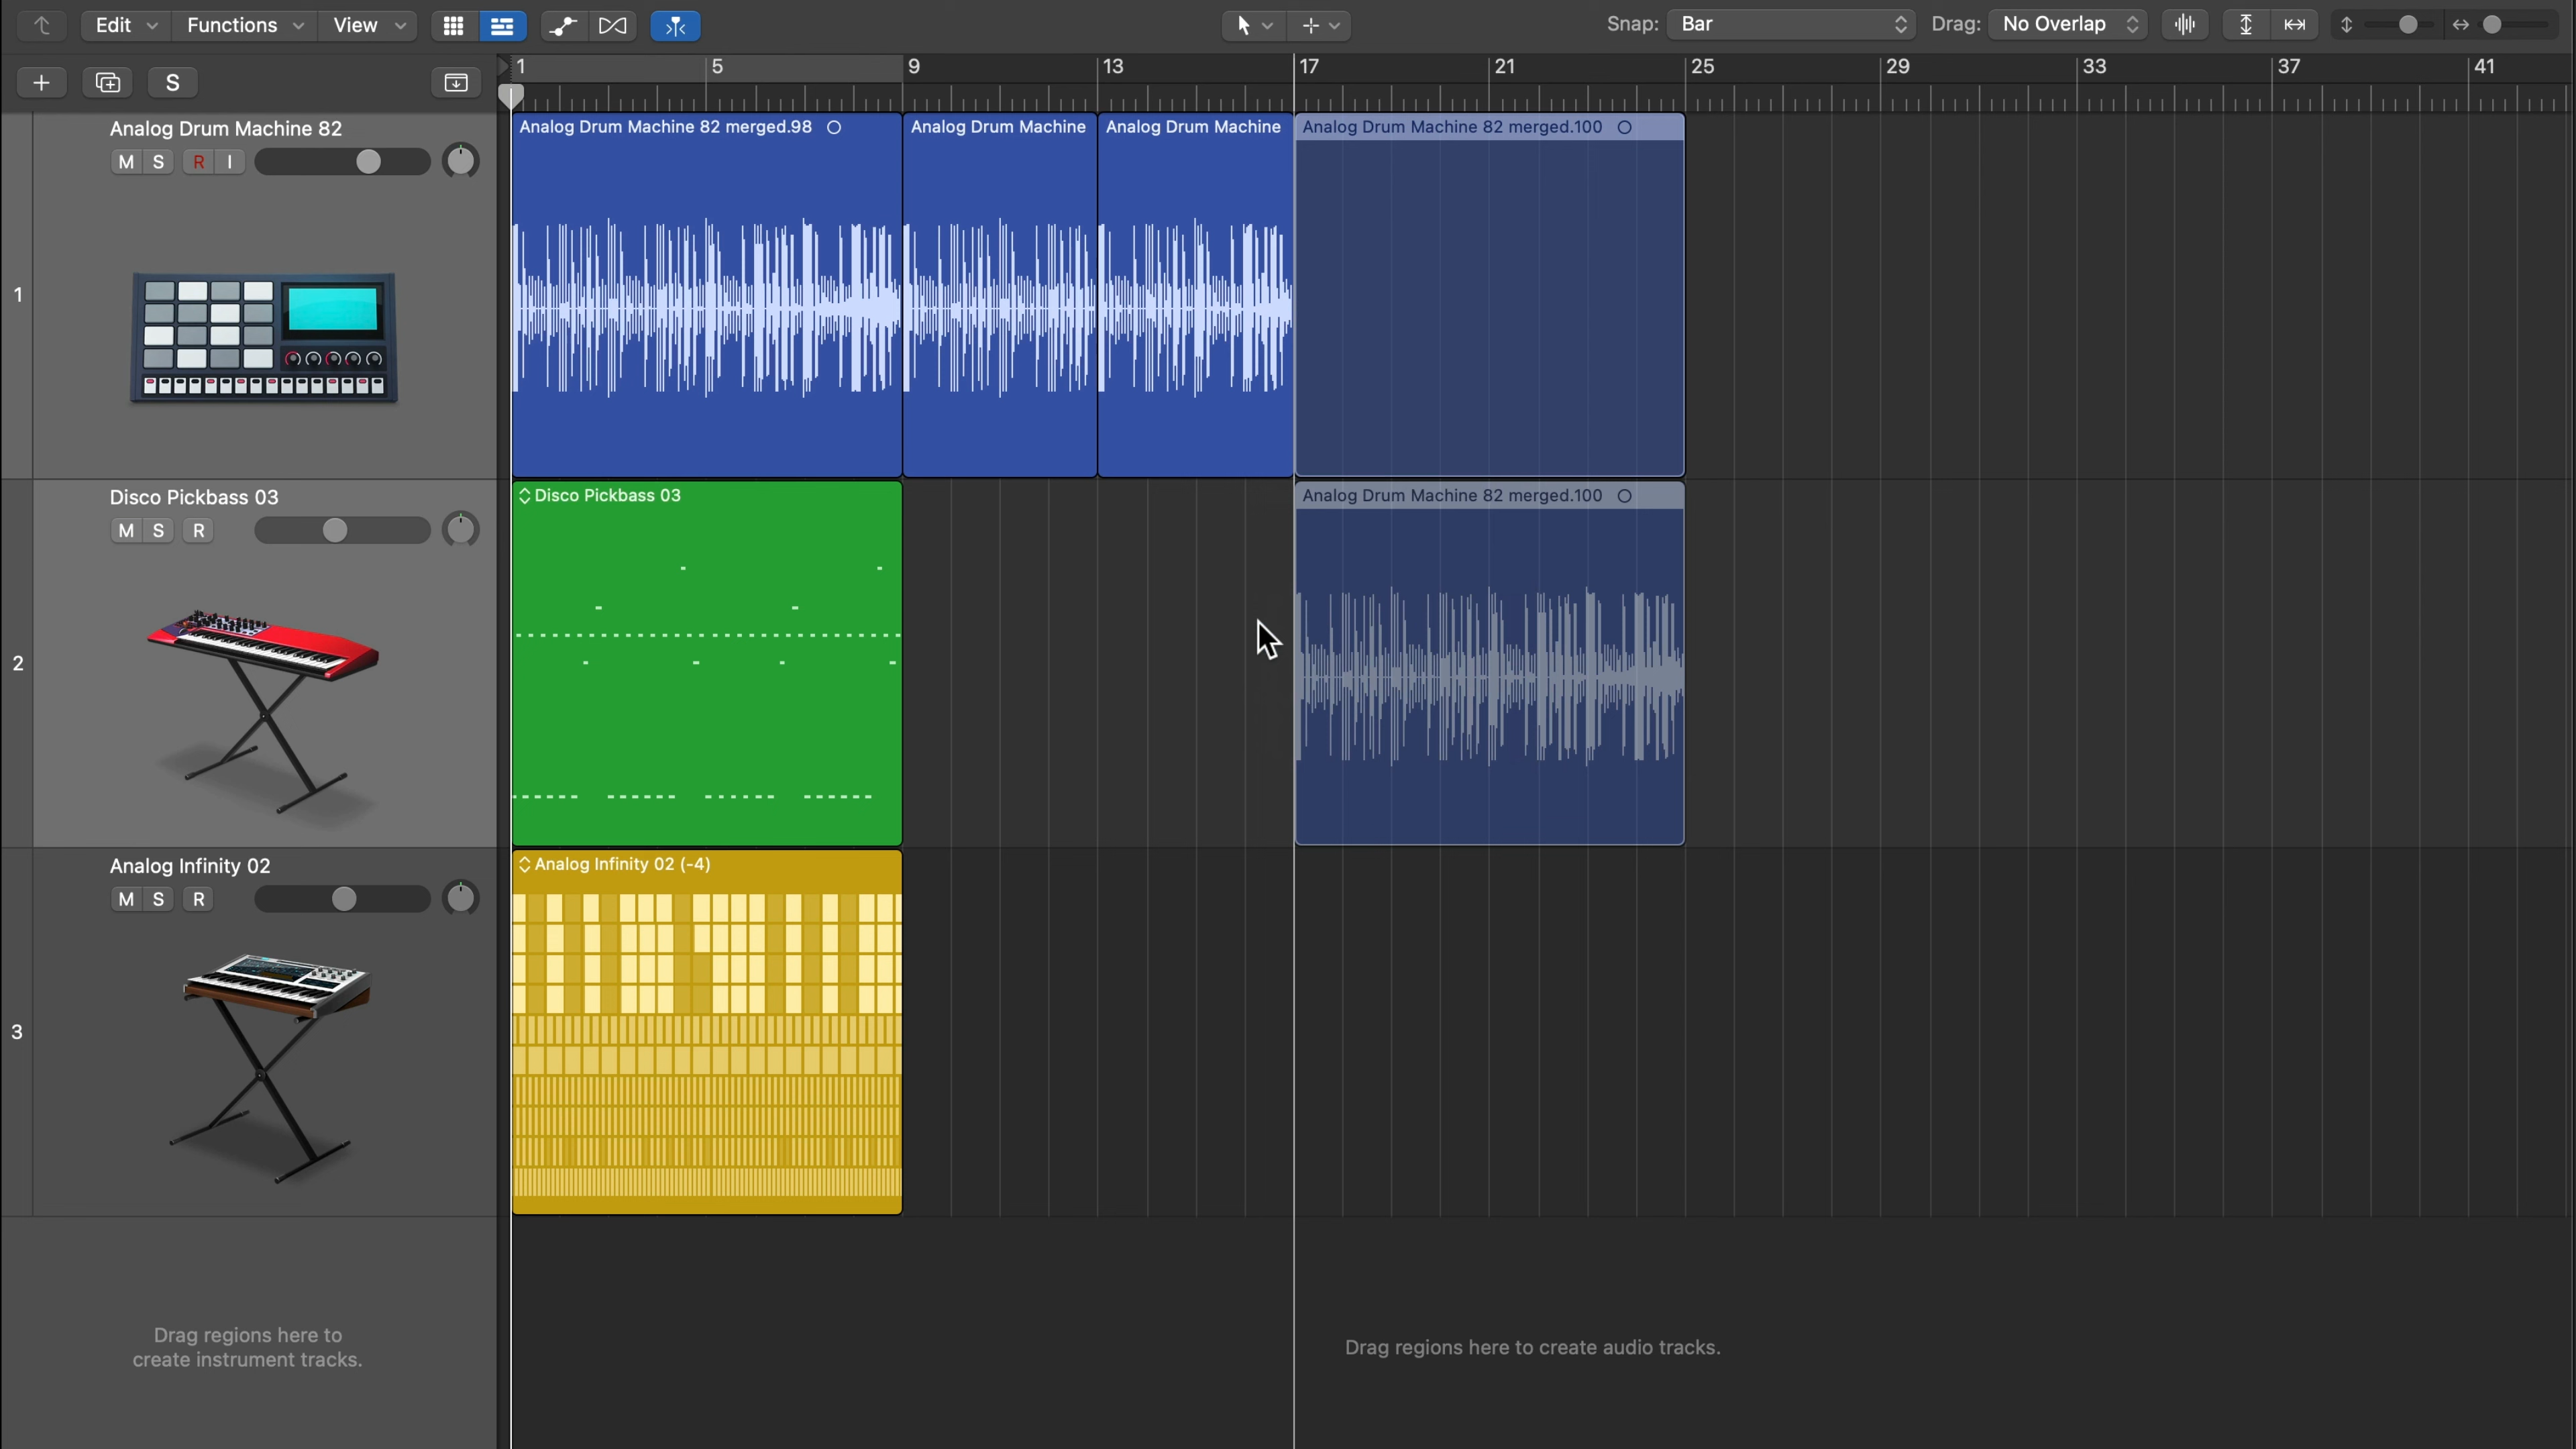 Edit Functions View Snap: Bar Drag: No Overlap
S
1 5 9 13 17 21 25 29 33 37 41
Analog Drum Machine 82
M S R I
1
Analog Drum Machine 82 merged.98 Analog Drum Machine Analog Drum Machine Analog Drum Machine 82 merged.100
Disco Pickbass 03
M S R
2
Disco Pickbass 03 Analog Drum Machine 82 merged.100
Analog Infinity 02
M S R
3
Analog Infinity 02 (-4)
Drag regions here to
create instrument tracks.
Drag regions here to create audio tracks.